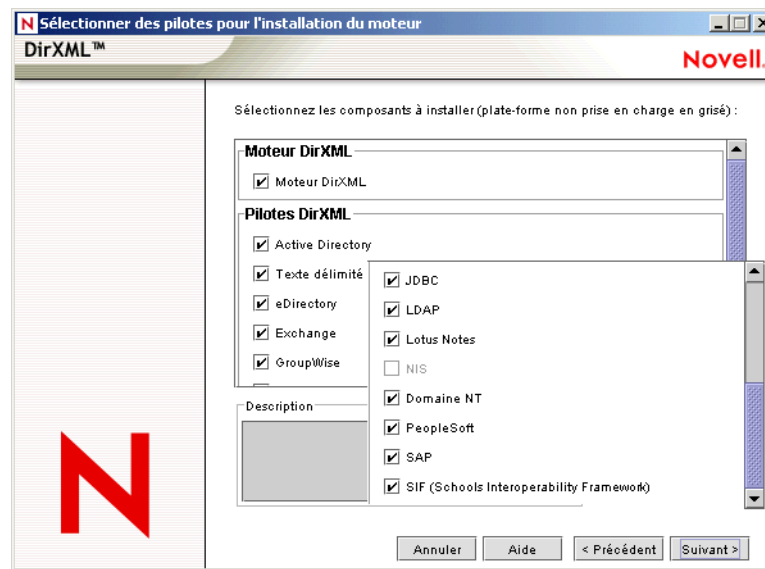 N Sélectionner des pilotes pour l'installation du moteur
DirXML™
Novell.
Sélectionnez les composants à installer (plate-forme non prise en charge en grisé) :
Moteur DirXML
Moteur DirXML
Pilotes DirXML
Active Directory
Texte délimité
eDirectory
Exchange
GroupWise
JDBC
LDAP
Lotus Notes
NIS
Domaine NT
PeopleSoft
SAP
SIF (Schools Interoperability Framework)
Description
N
Annuler
Aide
< Précédent
Suivant >